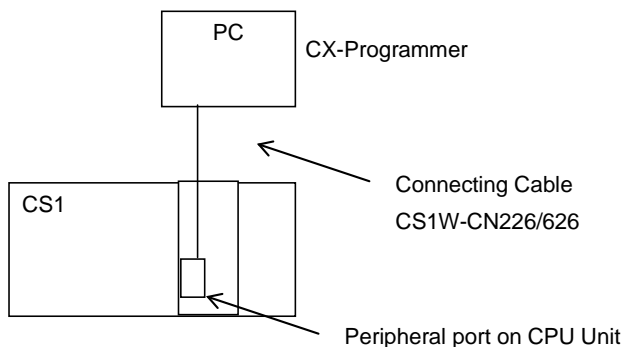 PC
CX-Programmer
Connecting Cable
CS1W-CN226/626
CS1
Peripheral port on CPU Unit